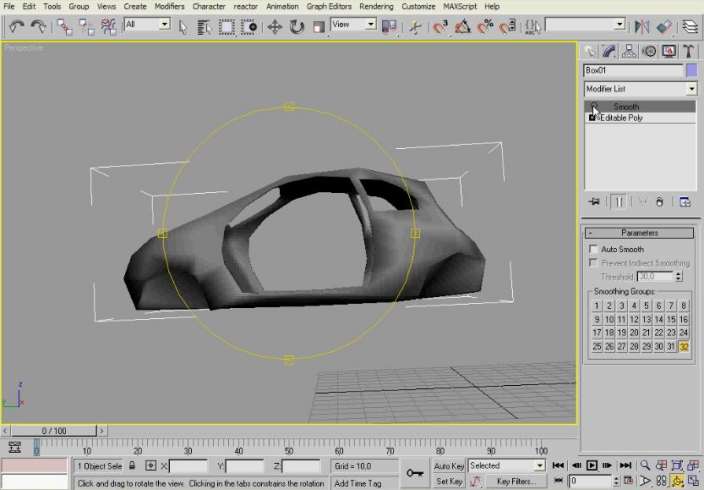 File Edit Tools Group Views Create Modifiers Character reactor Animation Graph Editors Rendering Customize MAXScript Help
All View
Perspective
Box01
Modifier List
Smooth
Editable Poly
- Parameters
Auto Smooth
Prevent Indirect Smoothing
Threshold: 30,0
Smoothing Groups:
1 2 3 4 5 6 7 8
9 10 11 12 13 14 15 16
17 18 19 20 21 22 23 24
25 26 27 28 29 30 31 32
z
x
< 0 / 100 >
0 10 20 30 40 50 60 70 80 90 100
1 Object Sele X: Y: Z: Grid = 10,0 Auto Key Selected
Click and drag to rotate the view. Clicking in the tabs constrains the rotation Add Time Tag Set Key Key Filters... 0